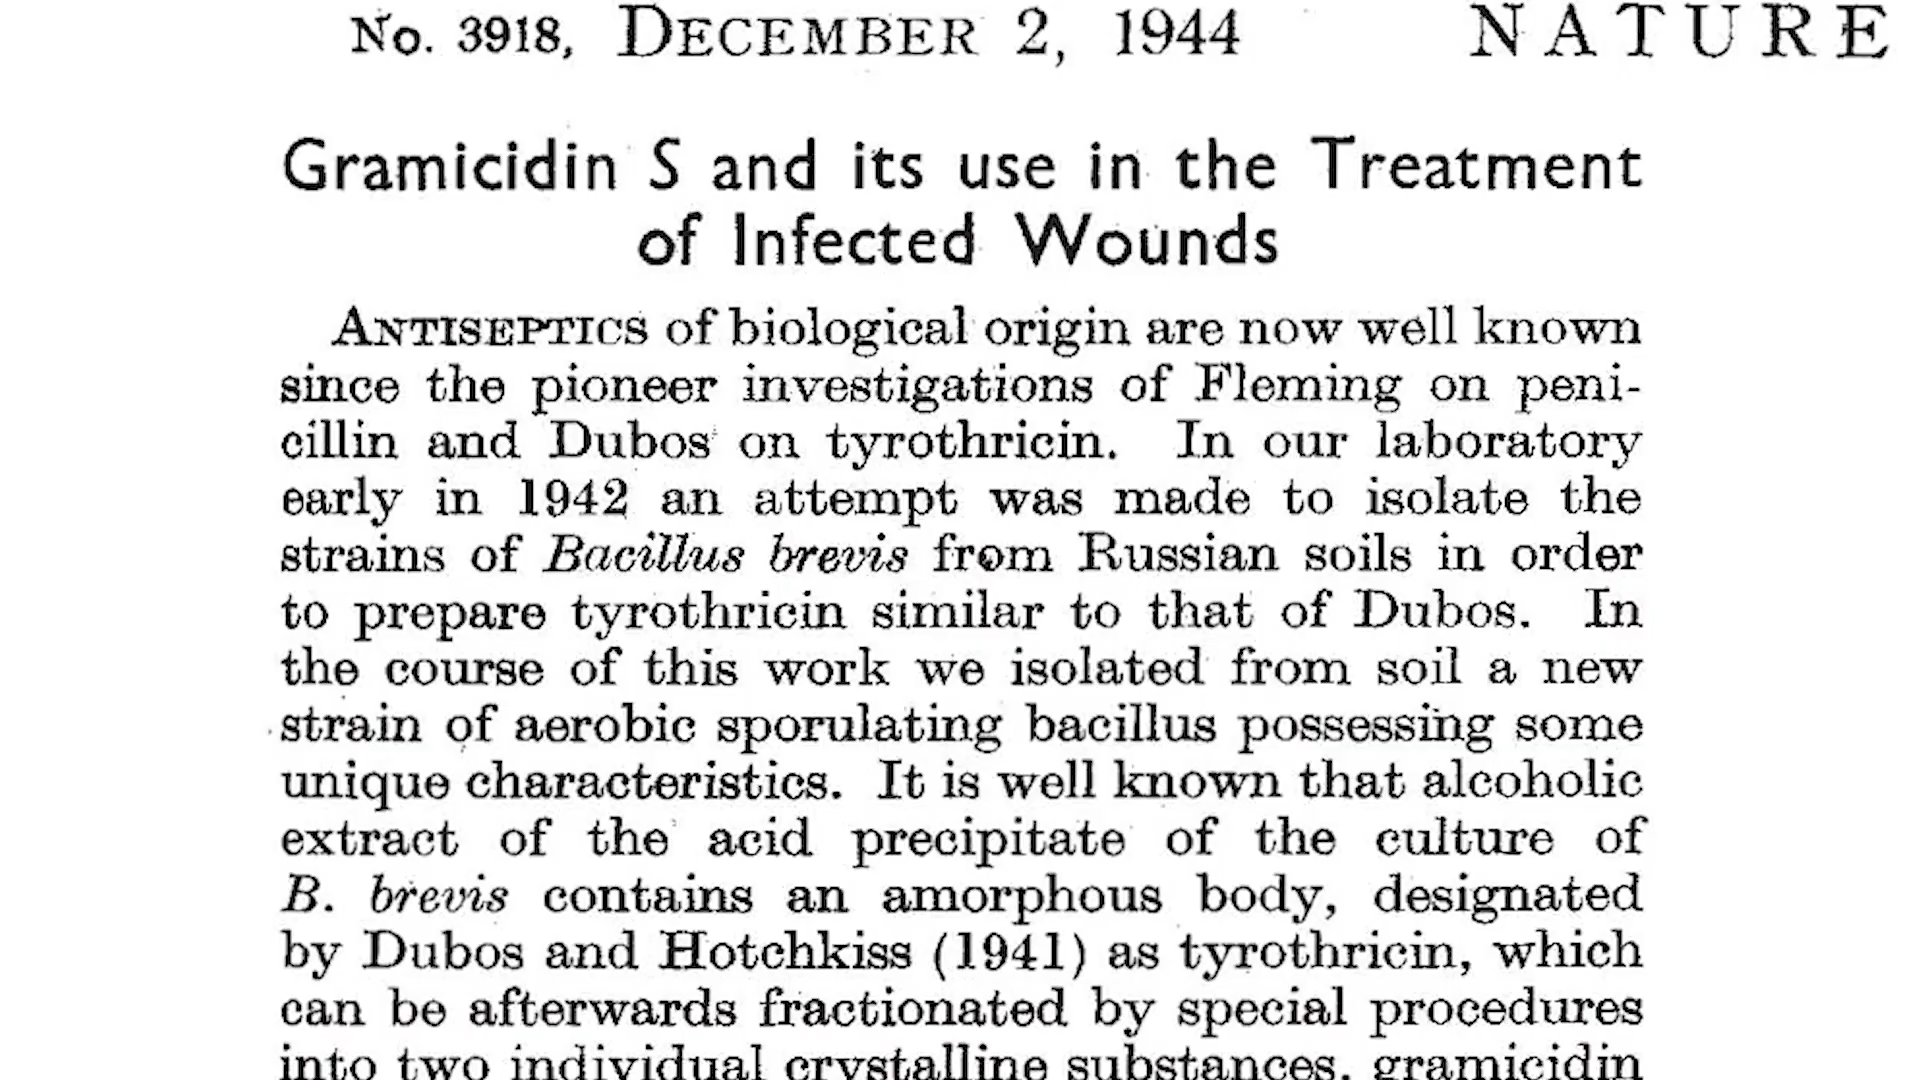 No. 3918, DECEMBER 2, 1944 NATURE
Gramicidin S and its use in the Treatment
of Infected Wounds
ANTISEPTICS of biological origin are now well known
since the pioneer investigations of Fleming on peni-
cillin and Dubos on tyrothricin. In our laboratory
early in 1942 an attempt was made to isolate the
strains of Bacillus brevis from Russian soils in order
to prepare tyrothricin similar to that of Dubos. In
the course of this work we isolated from soil a new
strain of aerobic sporulating bacillus possessing some
unique characteristics. It is well known that alcoholic
extract of the acid precipitate of the culture of
B. brevis contains an amorphous body, designated
by Dubos and Hotchkiss (1941) as tyrothricin, which
can be afterwards fractionated by special procedures
into two individual crystalline substances, gramicidin